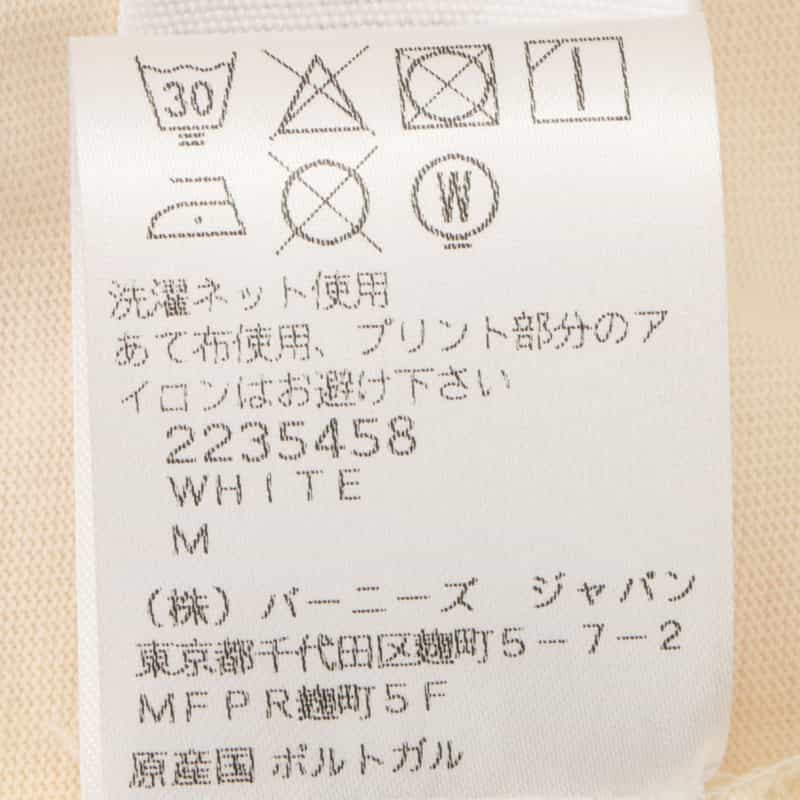 30
W
洗濯ネット使用
あて布使用、プリント部分のア
イロンはお避け下さい
2235458
WHITE
M
(株) バーニーズ ジャパン
東京都千代田区麹町5-7-2
MFPR麹町5F
原産国 ポルトガル